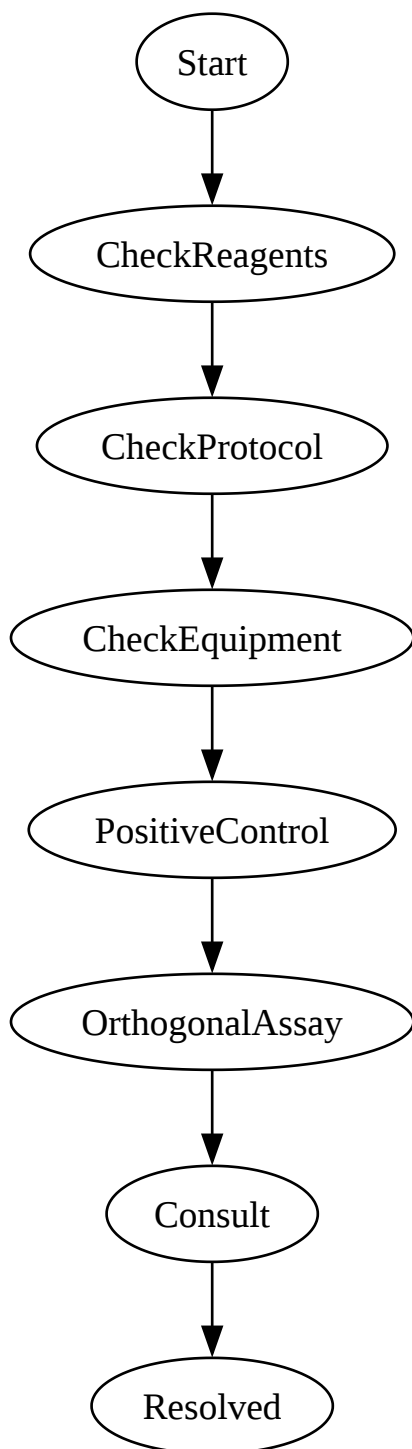 Start
CheckReagents
CheckProtocol
CheckEquipment
PositiveControl
OrthogonalAssay
Consult
Resolved